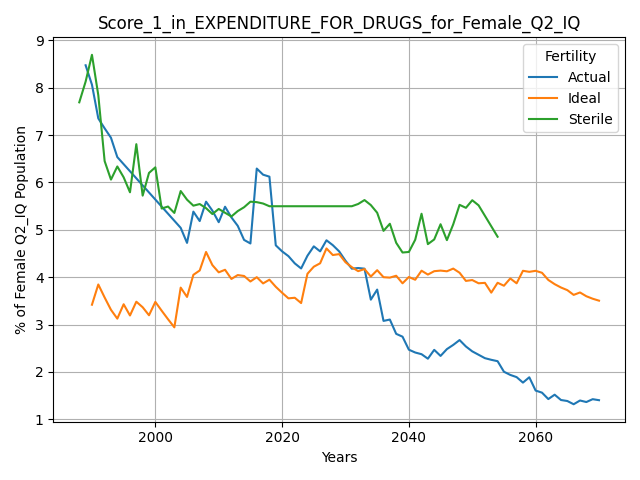 Score_1_in_EXPENDITURE_FOR_DRUGS_for_Female_Q2_IQ
9
8
7
6
5
4
3
2
1
% of Female Q2_IQ Population
Fertility
Actual
Ideal
Sterile
2000
2020
2040
2060
Years